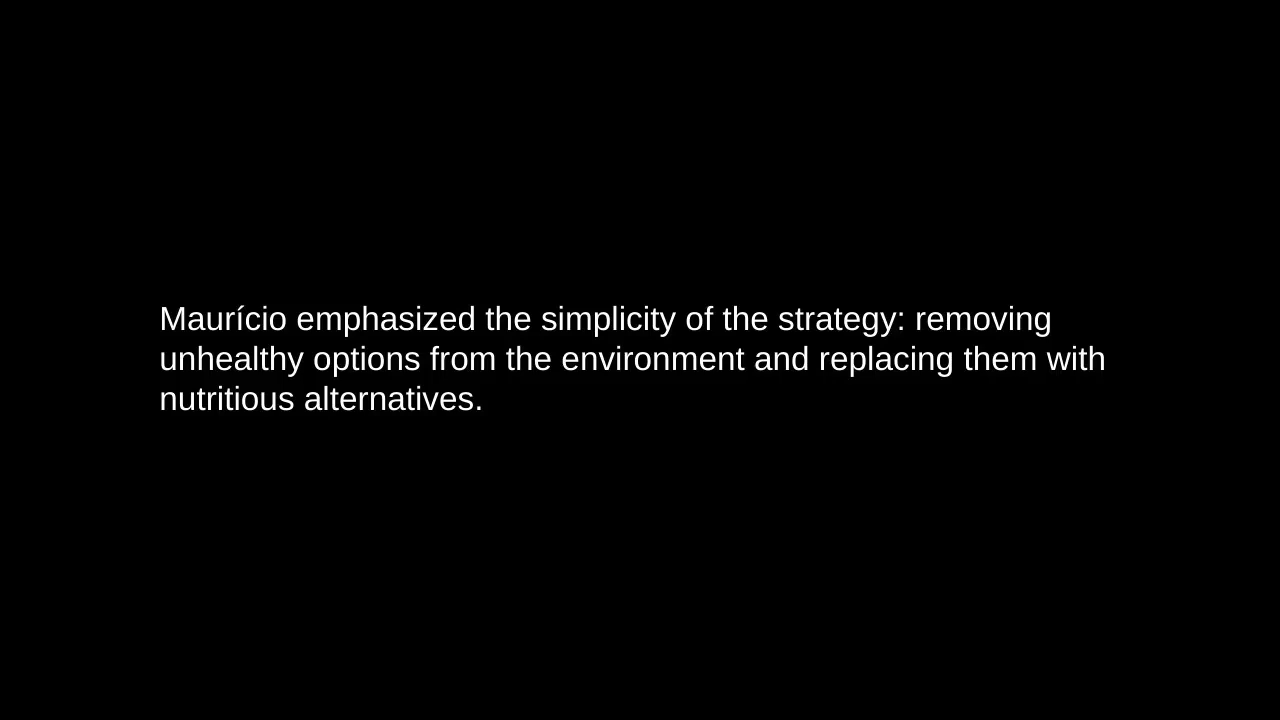 Maurício emphasized the simplicity of the strategy: removing
unhealthy options from the environment and replacing them with
nutritious alternatives.